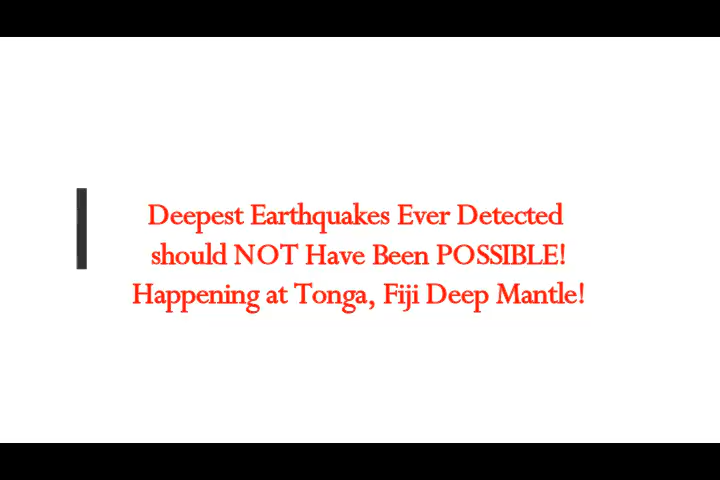 Deepest Earthquakes Ever Detected
should NOT Have Been POSSIBLE!
Happening at Tonga, Fiji Deep Mantle!